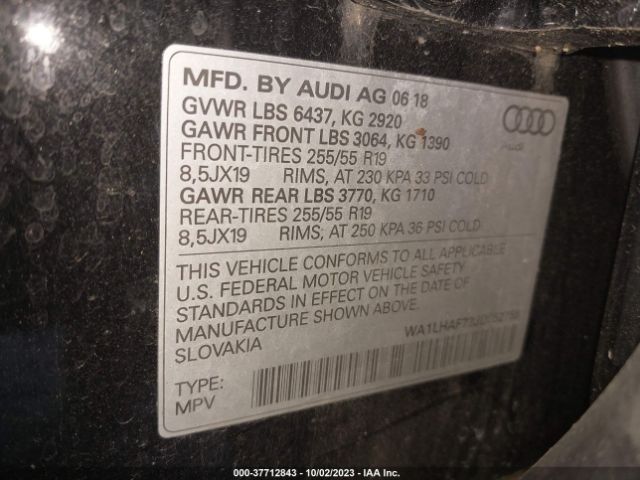 MFD. BY AUDI AG 06 18
GVWR LBS 6437, KG 2920
GAWR FRONT LBS 3064, KG 1390
FRONT-TIRES 255/55 R19
8,5JX19 RIMS, AT 230 KPA 33 PSI COLD
GAWR REAR LBS 3770, KG 1710
REAR-TIRES 255/55 R19
8,5JX19 RIMS, AT 250 KPA 36 PSI COLD
Audi
THIS VEHICLE CONFORMS TO ALL APPLICABLE
U.S. FEDERAL MOTOR VEHICLE SAFETY
STANDARDS IN EFFECT ON THE DATE OF
MANUFACTURE SHOWN ABOVE.
SLOVAKIA
TYPE:
MPV
000-37712843 - 10/02/2023 - IAA Inc.